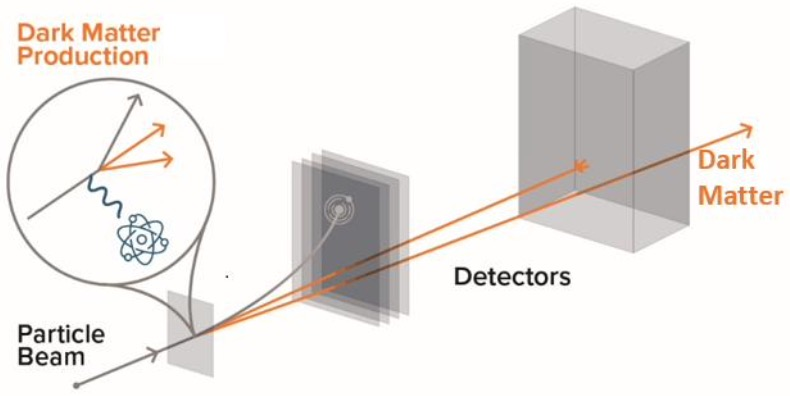 Dark Matter
Production
Dark
Matter
Detectors
Particle
Beam